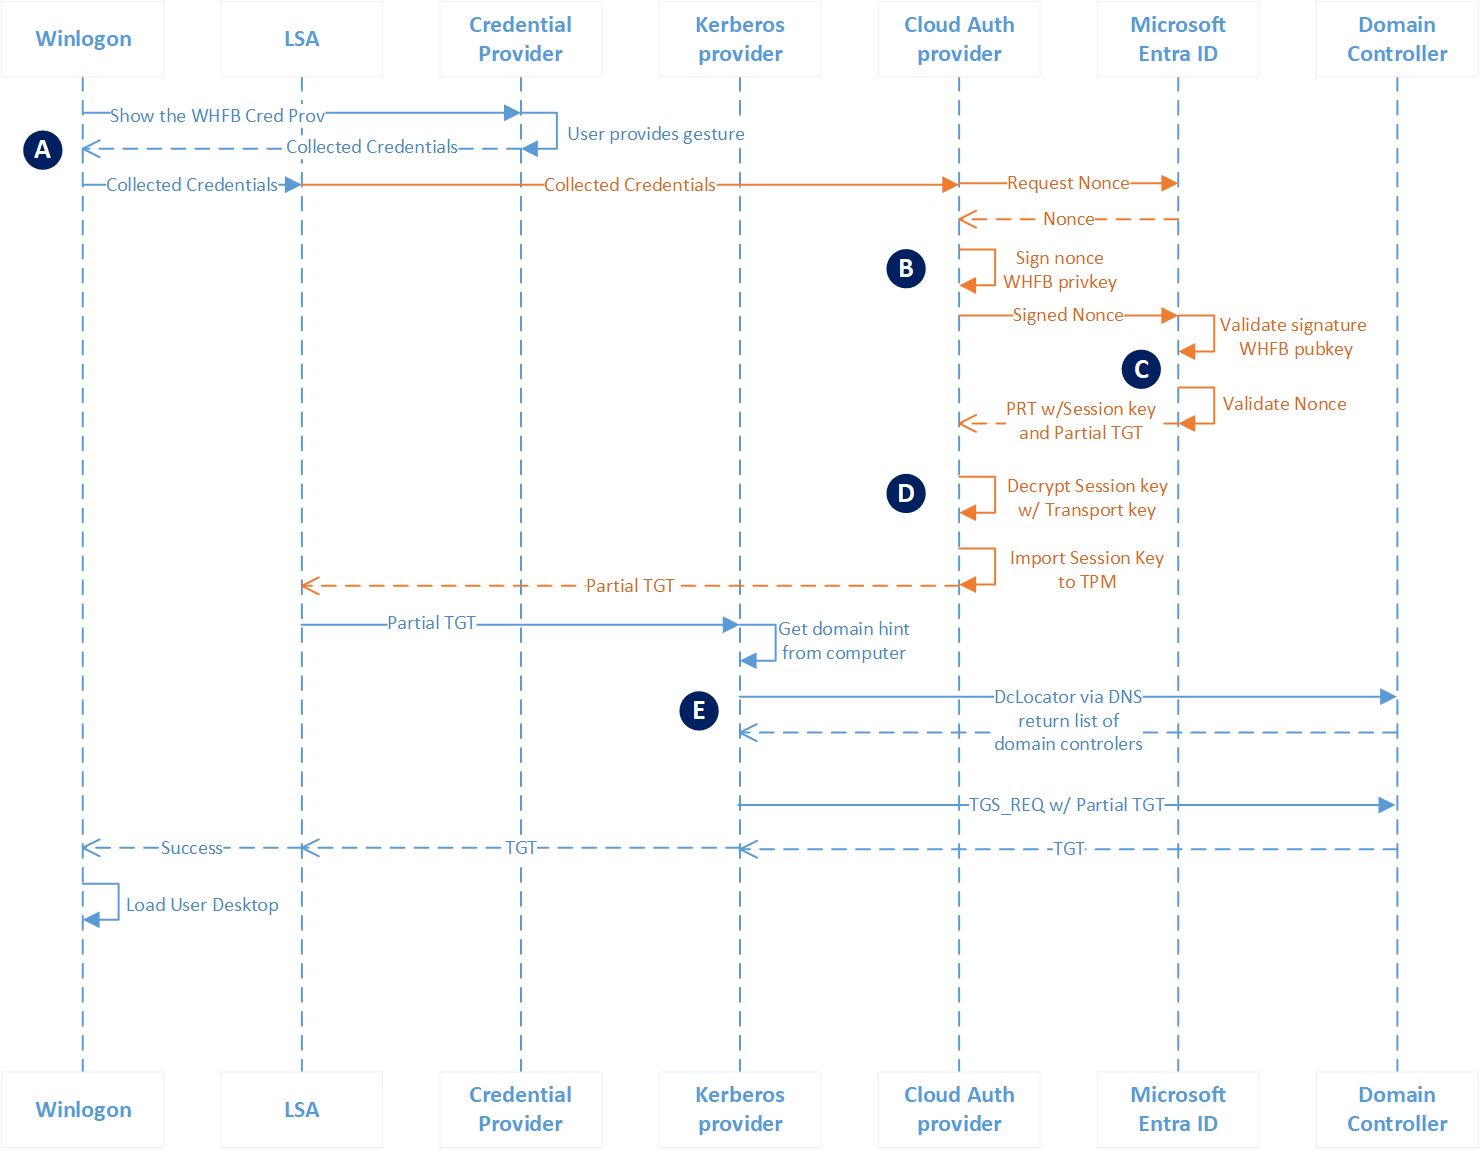 Winlogon
LSA
Credential
Provider
Kerberos
provider
Cloud Auth
provider
Microsoft
Entra ID
Domain
Controller
Show the WHFB Cred Prov
User provides gesture
A
Collected Credentials
Collected Credentials
Collected Credentials
Request Nonce
Nonce
B
Sign nonce
WHFB privkey
Signed Nonce
Validate signature
WHFB pubkey
C
Validate Nonce
PRT w/Session key
and Partial TGT
D
Decrypt Session key
w/ Transport key
Import Session Key
to TPM
Partial TGT
Partial TGT
Get domain hint
from computer
E
DcLocator via DNS
return list of
domain controlers
TGS_REQ w/ Partial TGT
Success
TGT
TGT
Load User Desktop
Winlogon
LSA
Credential
Provider
Kerberos
provider
Cloud Auth
provider
Microsoft
Entra ID
Domain
Controller